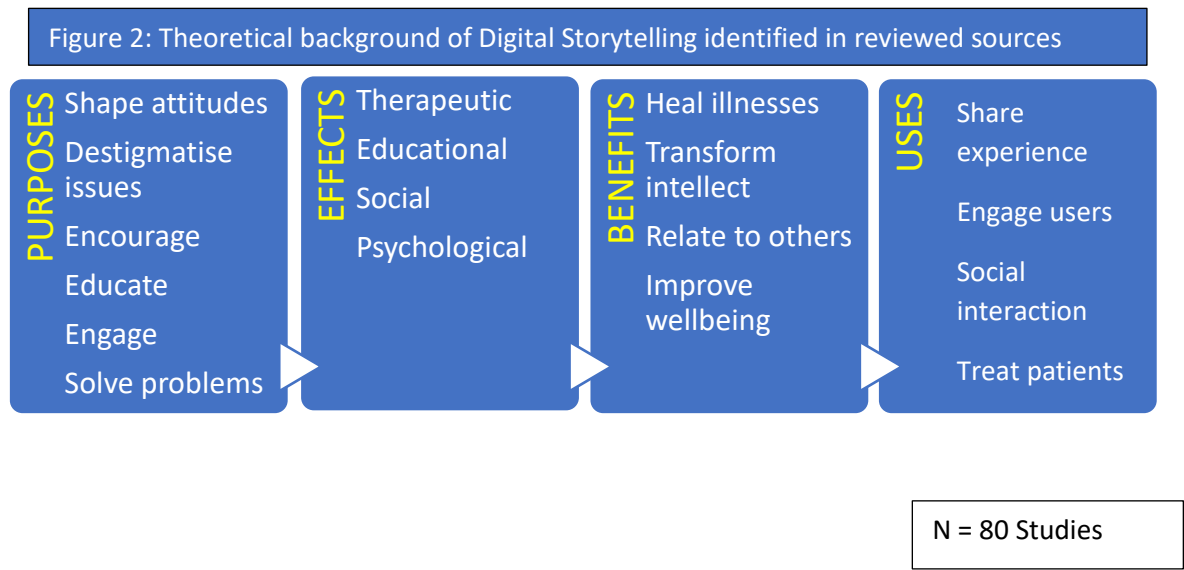 Figure 2: Theoretical background of Digital Storytelling identified in reviewed sources
PURPOSES
Shape attitudes
Destigmatise
issues
Encourage
Educate
Engage
Solve problems
EFFECTS
Therapeutic
Educational
Social
Psychological
BENEFITS
Heal illnesses
Transform
intellect
Relate to others
Improve
wellbeing
USES
Share
experience
Engage users
Social
interaction
Treat patients
N = 80 Studies